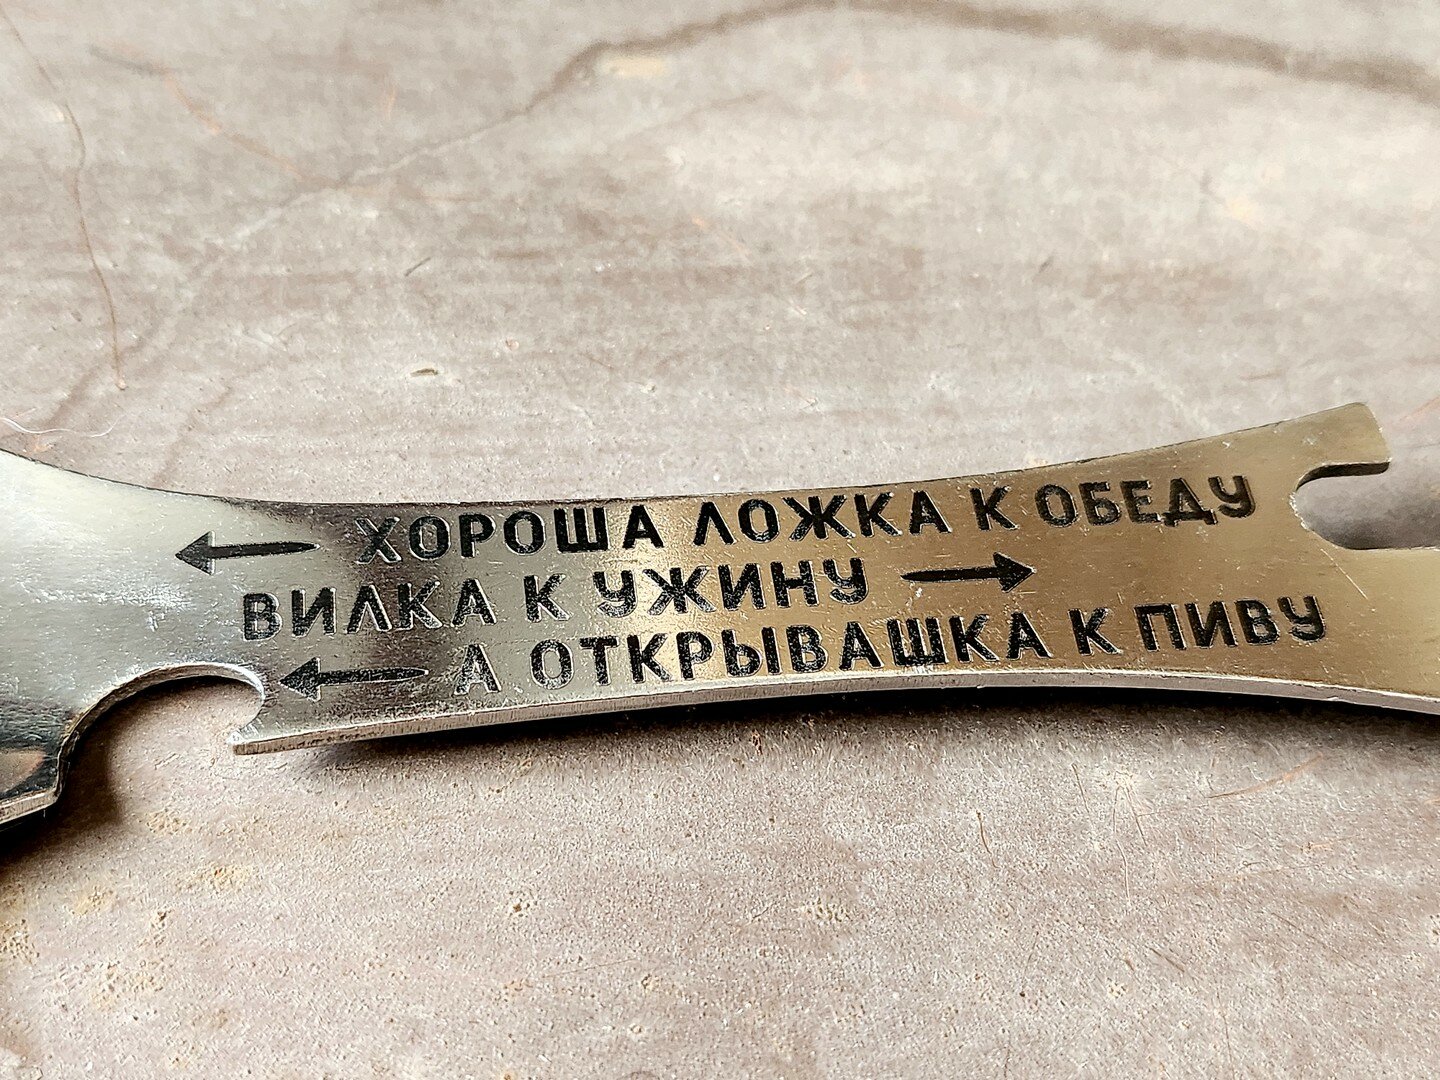 ХОРОША ЛОЖКА К ОБЕДУ
ВИЛКА К УЖИНУ
А ОТКРЫВАШКА К ПИВУ